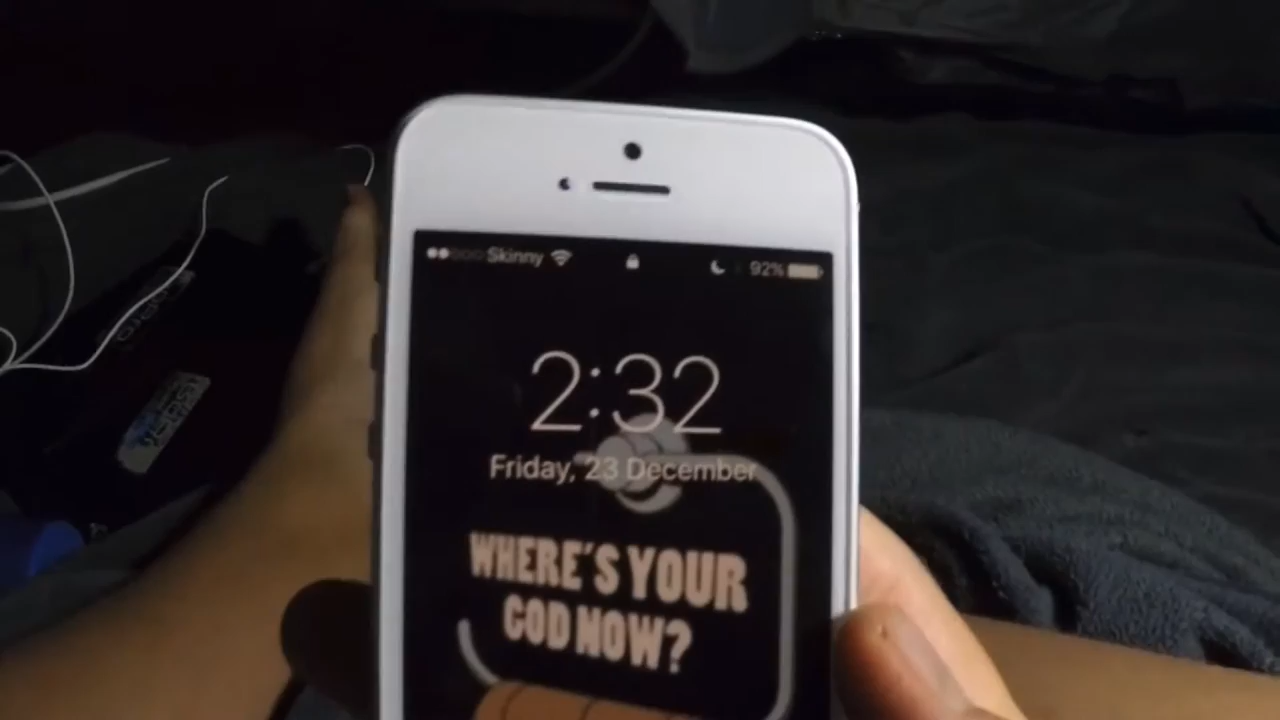 Skinny 92%
2:32
Friday, 23 December
WHERE'S YOUR
GOD NOW?